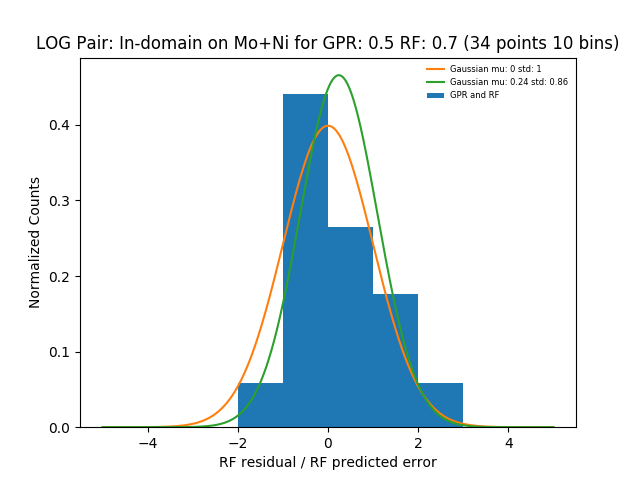 LOG Pair: In-domain on Mo+Ni for GPR: 0.5 RF: 0.7 (34 points 10 bins)
Gaussian mu: 0 std: 1
Gaussian mu: 0.24 std: 0.86
GPR and RF
Normalized Counts
0.4
0.3
0.2
0.1
0.0
−4
−2
0
2
4
RF residual / RF predicted error